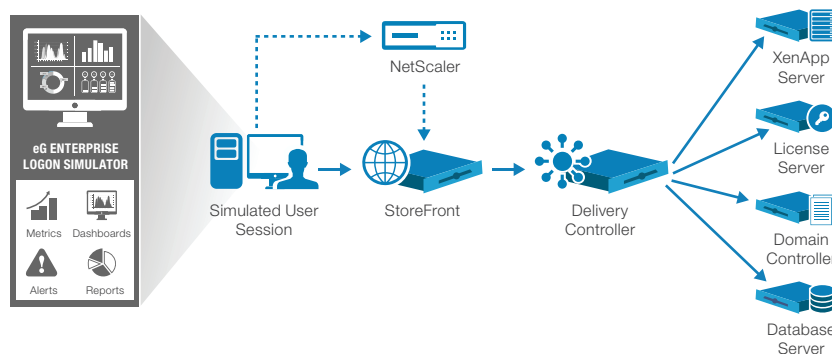 eG ENTERPRISE
LOGON SIMULATOR
Metrics
Dashboards
Alerts
Reports
Simulated User
Session
NetScaler
StoreFront
Delivery
Controller
XenApp
Server
License
Server
Domain
Controller
Database
Server